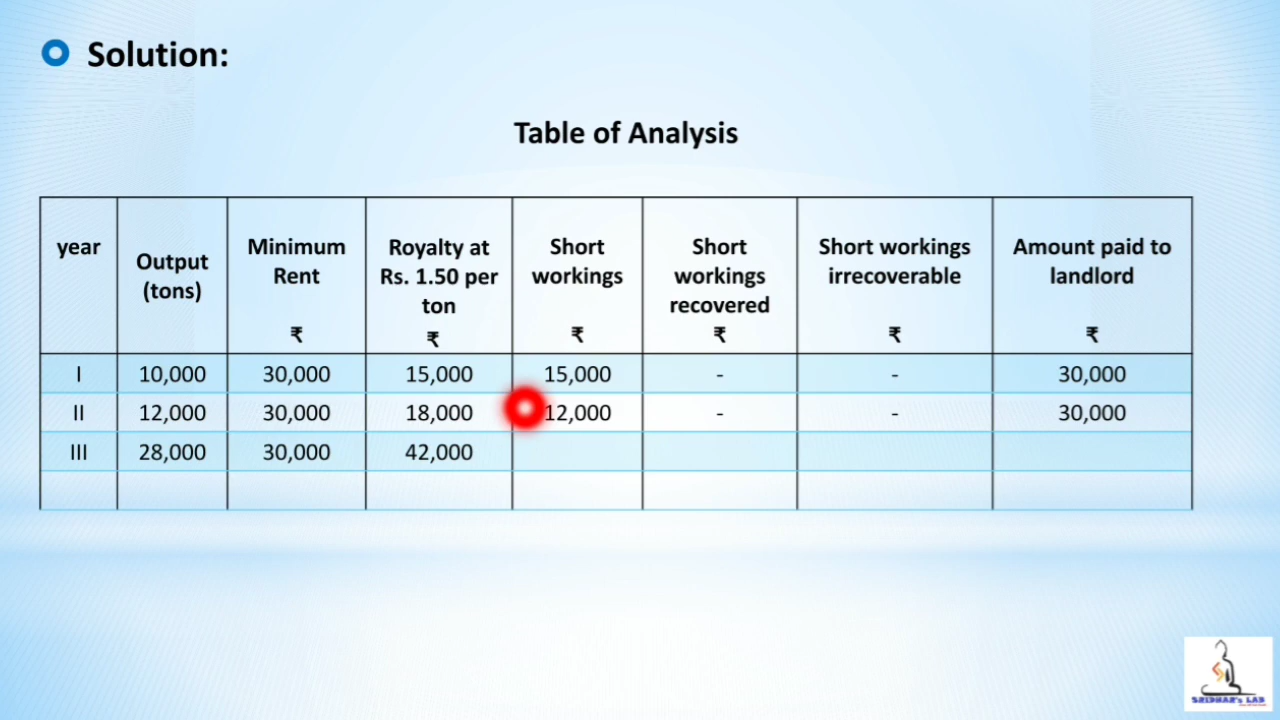 Solution:
Table of Analysis
year
Output
(tons)
Minimum
Rent
₹
Royalty at
Rs. 1.50 per
ton
₹
Short
workings
₹
Short
workings
recovered
₹
Short workings
irrecoverable
₹
Amount paid to
landlord
₹
I 10,000 30,000 15,000 15,000 - - 30,000
II 12,000 30,000 18,000 12,000 - - 30,000
III 28,000 30,000 42,000
SRIDHAR's LAB